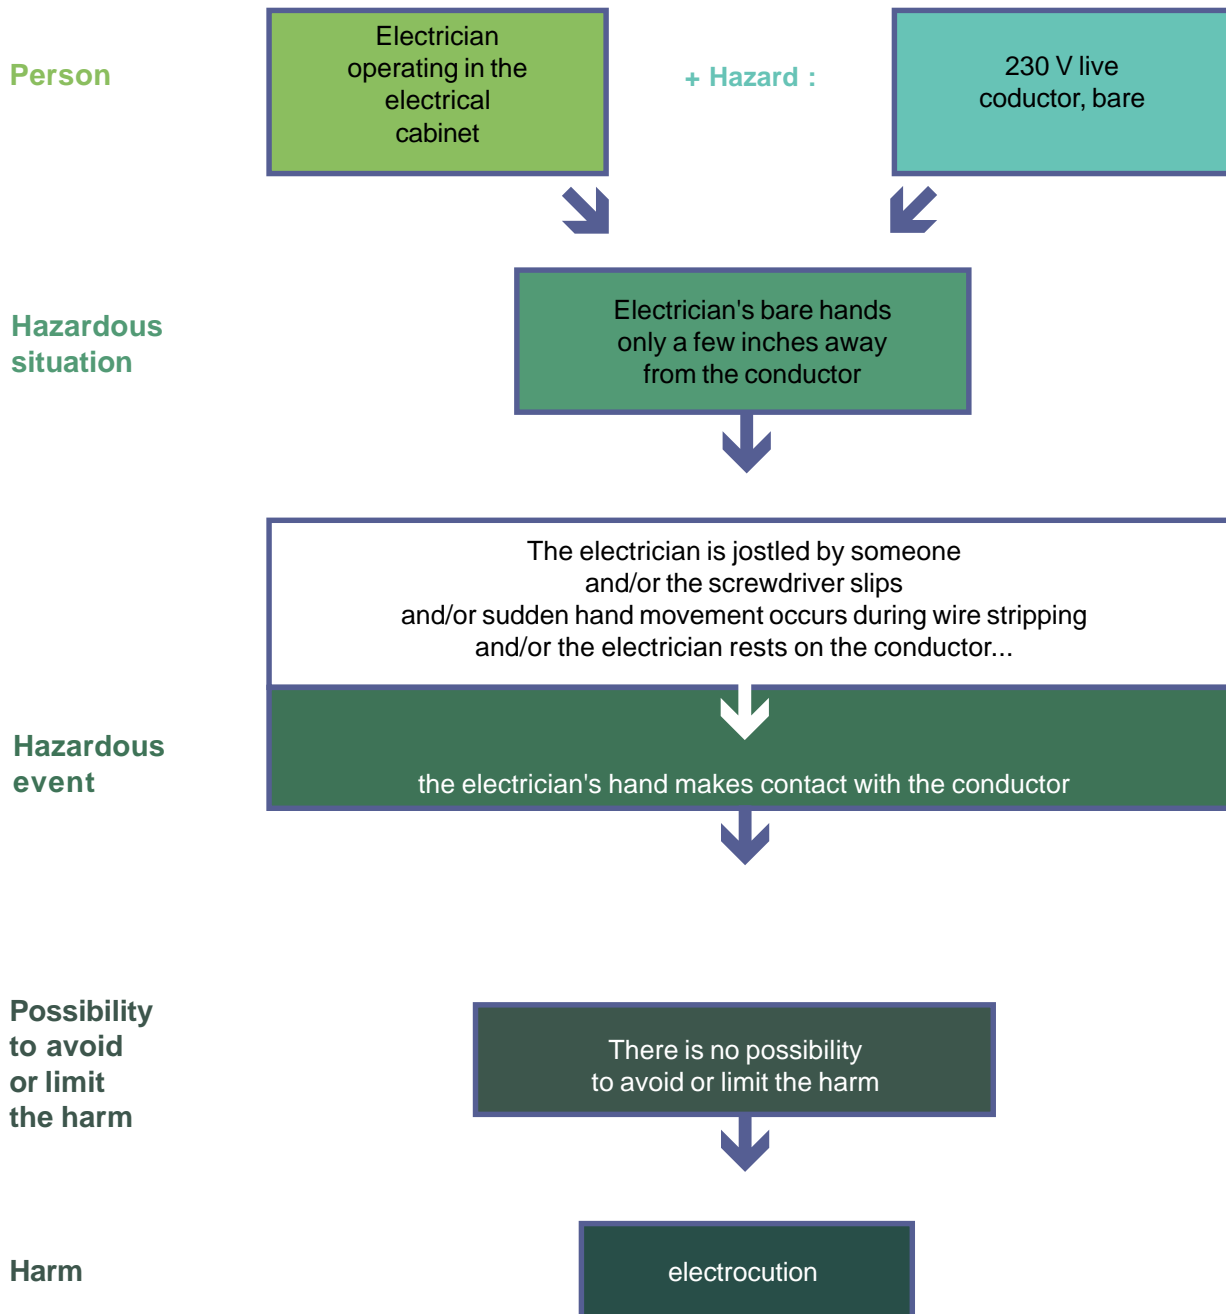 Person
Electrician
operating in the
electrical
cabinet
+ Hazard :
230 V live
coductor, bare
Hazardous
situation
Electrician's bare hands
only a few inches away
from the conductor
The electrician is jostled by someone
and/or the screwdriver slips
and/or sudden hand movement occurs during wire stripping
and/or the electrician rests on the conductor...
Hazardous
event
the electrician's hand makes contact with the conductor
Possibility
to avoid
or limit
the harm
There is no possibility
to avoid or limit the harm
Harm
electrocution